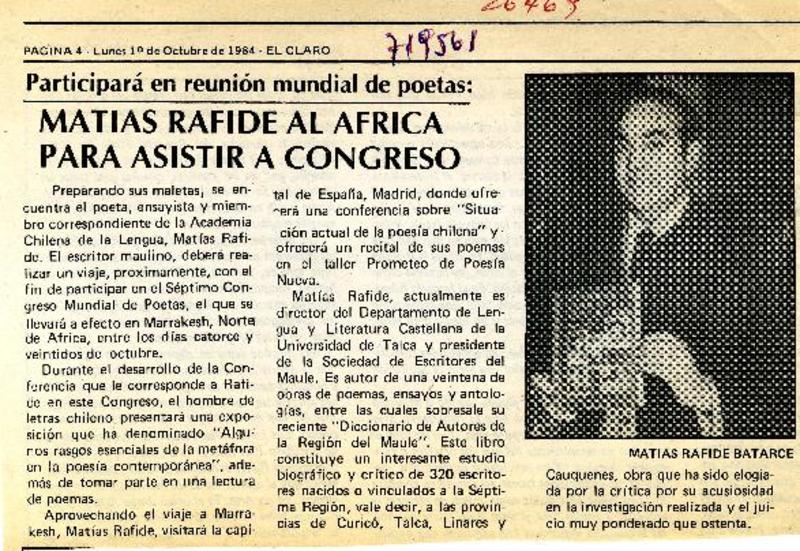 719561
PAGINA 4 - Lunes 1º de Octubre de 1984 - EL CLARO
Participará en reunión mundial de poetas:
MATIAS RAFIDE AL AFRICA
PARA ASISTIR A CONGRESO
Preparando sus maletas, se en-
cuentra el poeta, ensayista y miem-
bro correspondiente de la Academia
Chilena de la Lengua, Matías Rafi-
de. El escritor maulino, deberá rea-
lizar un viaje, proximamente, con el
fin de participar en el Séptimo Con-
greso Mundial de Poetas, el que se
llevará a efecto en Marrakesh, Norte
de Africa, entre los días catorce y
veintidos de octubre.
Durante el desarrollo de la Con-
ferencia que le corresponde a Rafi-
de en este Congreso, el hombre de
letras chileno presentará una expo-
sición que ha denominado "Algu-
nos rasgos esenciales de la metáfora
en la poesía contemporánea", ade-
más de tomar parte en una lectura
de poemas.
Aprovechando el viaje a Marra-
kesh, Matías Rafide, visitará la capi-
tal de España, Madrid, donde ofre-
erá una conferencia sobre "Situa-
ción actual de la poesía chilena" y
ofrecerá un recital de sus poemas
en el taller Prometeo de Poesía
Nueva.
Matías Rafide, actualmente es
director del Departamento de Len-
gua y Literatura Castellana de la
Universidad de Talca y presidente
de la Sociedad de Escritores del
Maule. Es autor de una veintena de
obras de poemas, ensayos y antolo-
gías, entre las cuales sobresale su
reciente "Diccionario de Autores de
la Región del Maule". Este libro
constituye un interesante estudio
biográfico y crítico de 320 escrito-
res nacidos o vinculados a la Sépti-
ma Región, vale decir, a las provin-
cias de Curicó, Talca, Linares y
MATIAS RAFIDE BATARCE
Cauquenes, obra que ha sido elogia-
da por la crítica por su acusiosidad
en la investigación realizada y el jui-
cio muy ponderado que ostenta.